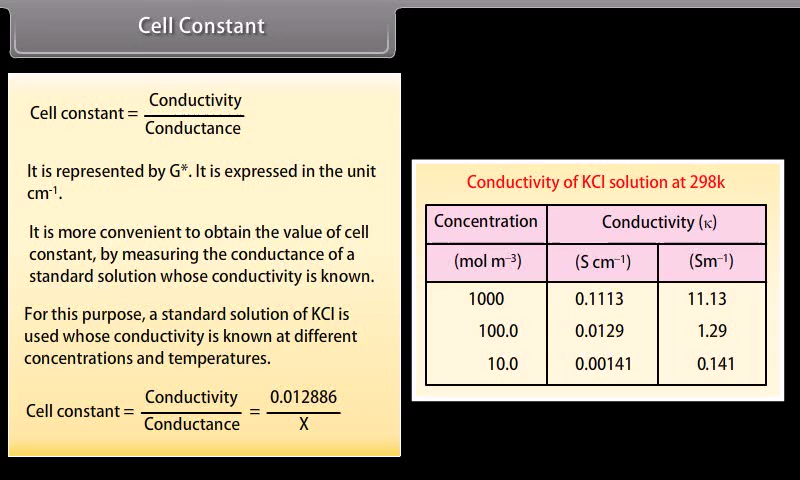 Cell Constant
Cell constant = Conductivity
Conductance
It is represented by G*. It is expressed in the unit
cm⁻¹.
It is more convenient to obtain the value of cell
constant, by measuring the conductance of a
standard solution whose conductivity is known.
For this purpose, a standard solution of KCl is
used whose conductivity is known at different
concentrations and temperatures.
Cell constant = Conductivity = 0.012886
Conductance X
Conductivity of KCl solution at 298k
Concentration Conductivity (κ)
(mol m⁻³) (S cm⁻¹) (Sm⁻¹)
1000 0.1113 11.13
100.0 0.0129 1.29
10.0 0.00141 0.141